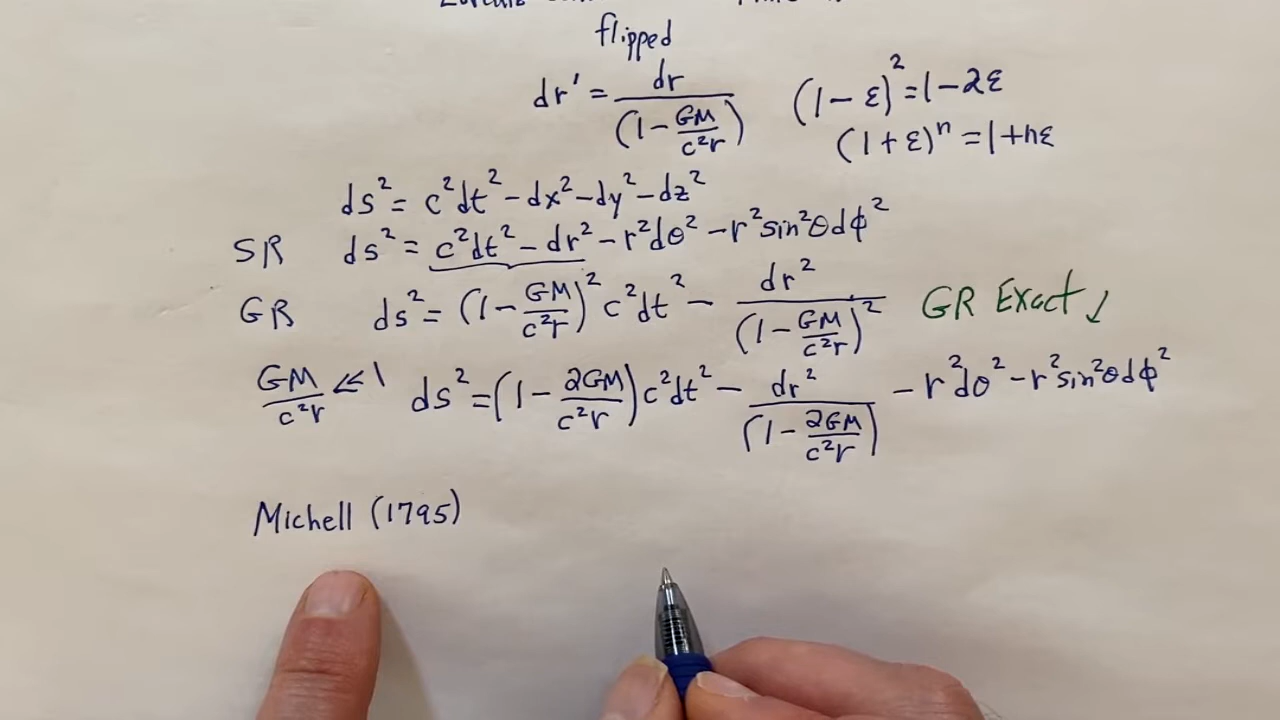 flipped
dr' = dr/(1 - GM/c²r) (1 - ε)² = 1 - 2ε
(1 + ε)ⁿ = 1 + nε
ds² = c²dt² - dx² - dy² - dz²
SR ds² = c²dt² - dr² - r²dθ² - r²sin²θdϕ²
GR ds² = (1 - GM/c²r)² c²dt² - dr²/(1 - GM/c²r)² GR Exact ↓
GM/c²r ≪ 1 ds² = (1 - 2GM/c²r) c²dt² - dr²/(1 - 2GM/c²r) - r²dθ² - r²sin²θdϕ²
Michell (1795)